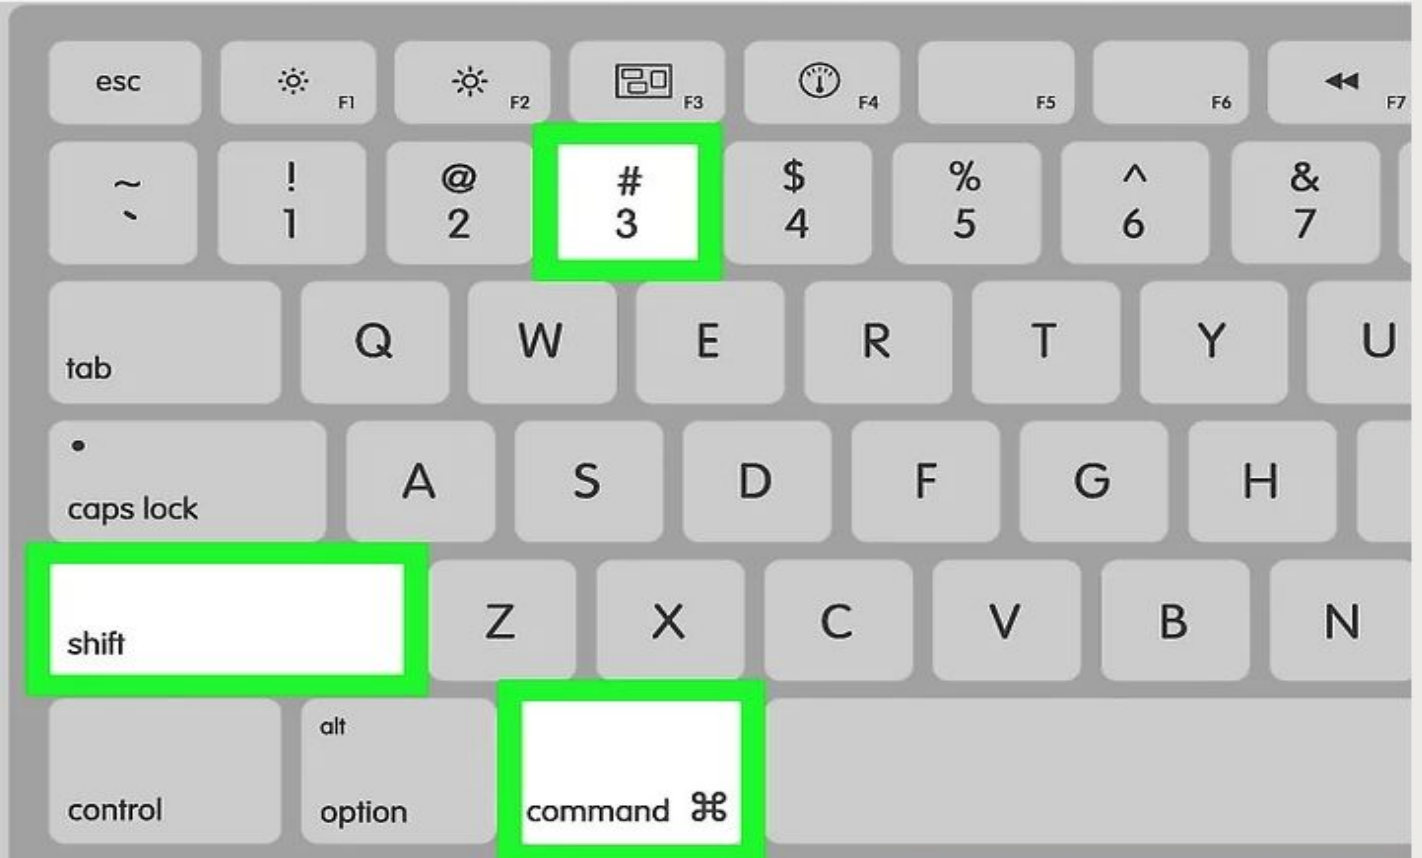 esc F1 F2 F3 F4 F5 F6 F7
~ ! @ # $ % ^ &
` 1 2 3 4 5 6 7
tab Q W E R T Y U
caps lock A S D F G H
shift Z X C V B N
alt
control option command ⌘